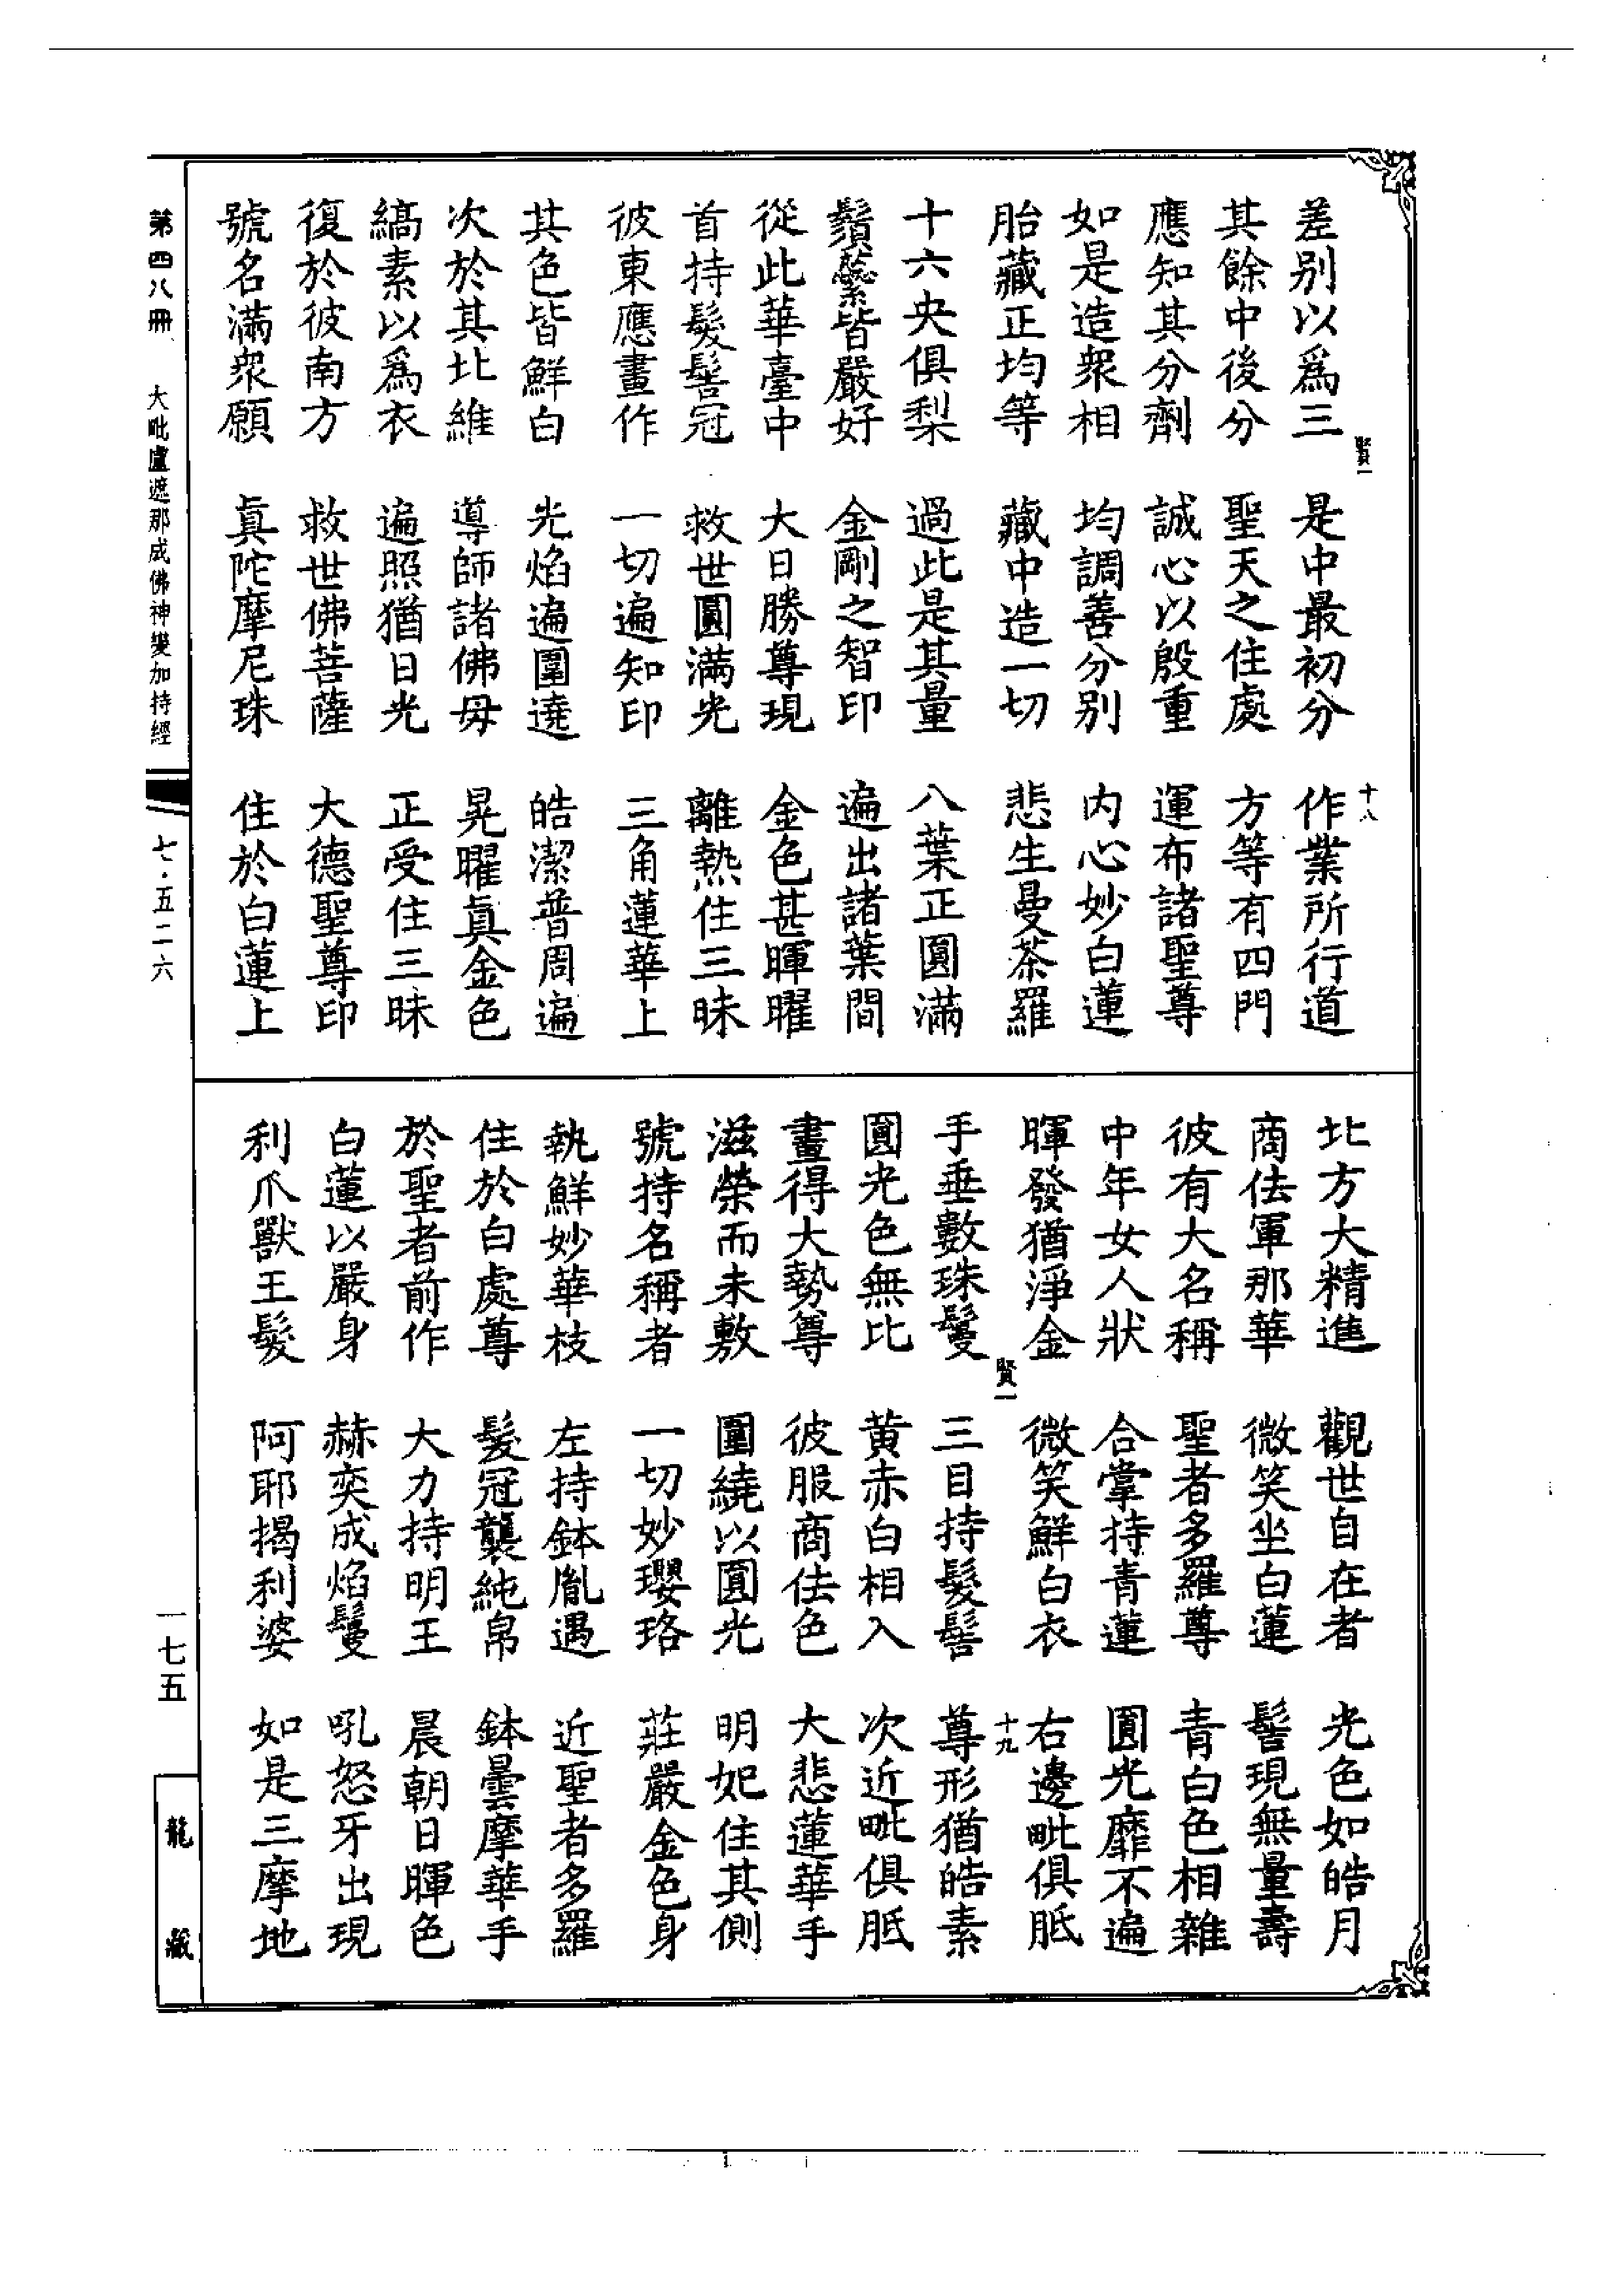 差別以爲三　是中最初分　作業所行道
其餘中後分　聖天之住處　方等有四門
應知其分劑　誠心以殷重　運布諸聖尊
如是造衆相　均調善分別　內心妙白蓮
胎藏正均等　藏中造一切　悲生曼茶羅
十六央俱梨　過此是其量　八葉正圓滿
鬚蘂皆嚴好　金剛之智印　遍出諸葉間
從此華臺中　大日勝尊現　金色甚暉曜
首持髮髻冠　救世圓滿光　離熱住三昧
彼東應畫作　一切遍知印　三角蓮華上
其色皆鮮白　光焰遍圍遶　皓潔普周遍
次於其北維　導師諸佛母　晃曜眞金色
縞素以爲衣　遍照猶日光　正受住三昧
復於彼南方　救世佛菩薩　大德聖尊印
號名滿衆願　眞陀摩尼珠　住於白蓮上
賢一
十八
北方大精進　觀世自在者　光色如皓月
商佉軍那華　微笑坐白蓮　髻現無量壽
彼有大名稱　聖者多羅尊　青白色相雜
中年女人狀　合掌持青蓮　圓光靡不遍
暉發猶淨金　微笑鮮白衣　右邊毗俱胝
手垂數珠鬘　三目持髮髻　尊形猶皓素
圓光色無比　黃赤白相入　次近毗俱胝
畫得大勢尊　彼服商佉色　大悲蓮華手
滋榮而未敷　圍繞以圓光　明妃住其側
號持名稱者　一切妙瓔珞　莊嚴金色身
執鮮妙華枝　左持鉢胤遇　近聖者多羅
住於白處尊　髮冠襲純帛　鉢曇摩華手
於聖者前作　大力持明王　晨朝日暉色
白蓮以嚴身　赫奕成焰鬘　吼怒牙出現
利爪獸王髮　阿耶揭利婆　如是三摩地
賢一
十九
第四八冊　大毗盧遮那成佛神變加持經
七・五二六
一七五
龍藏